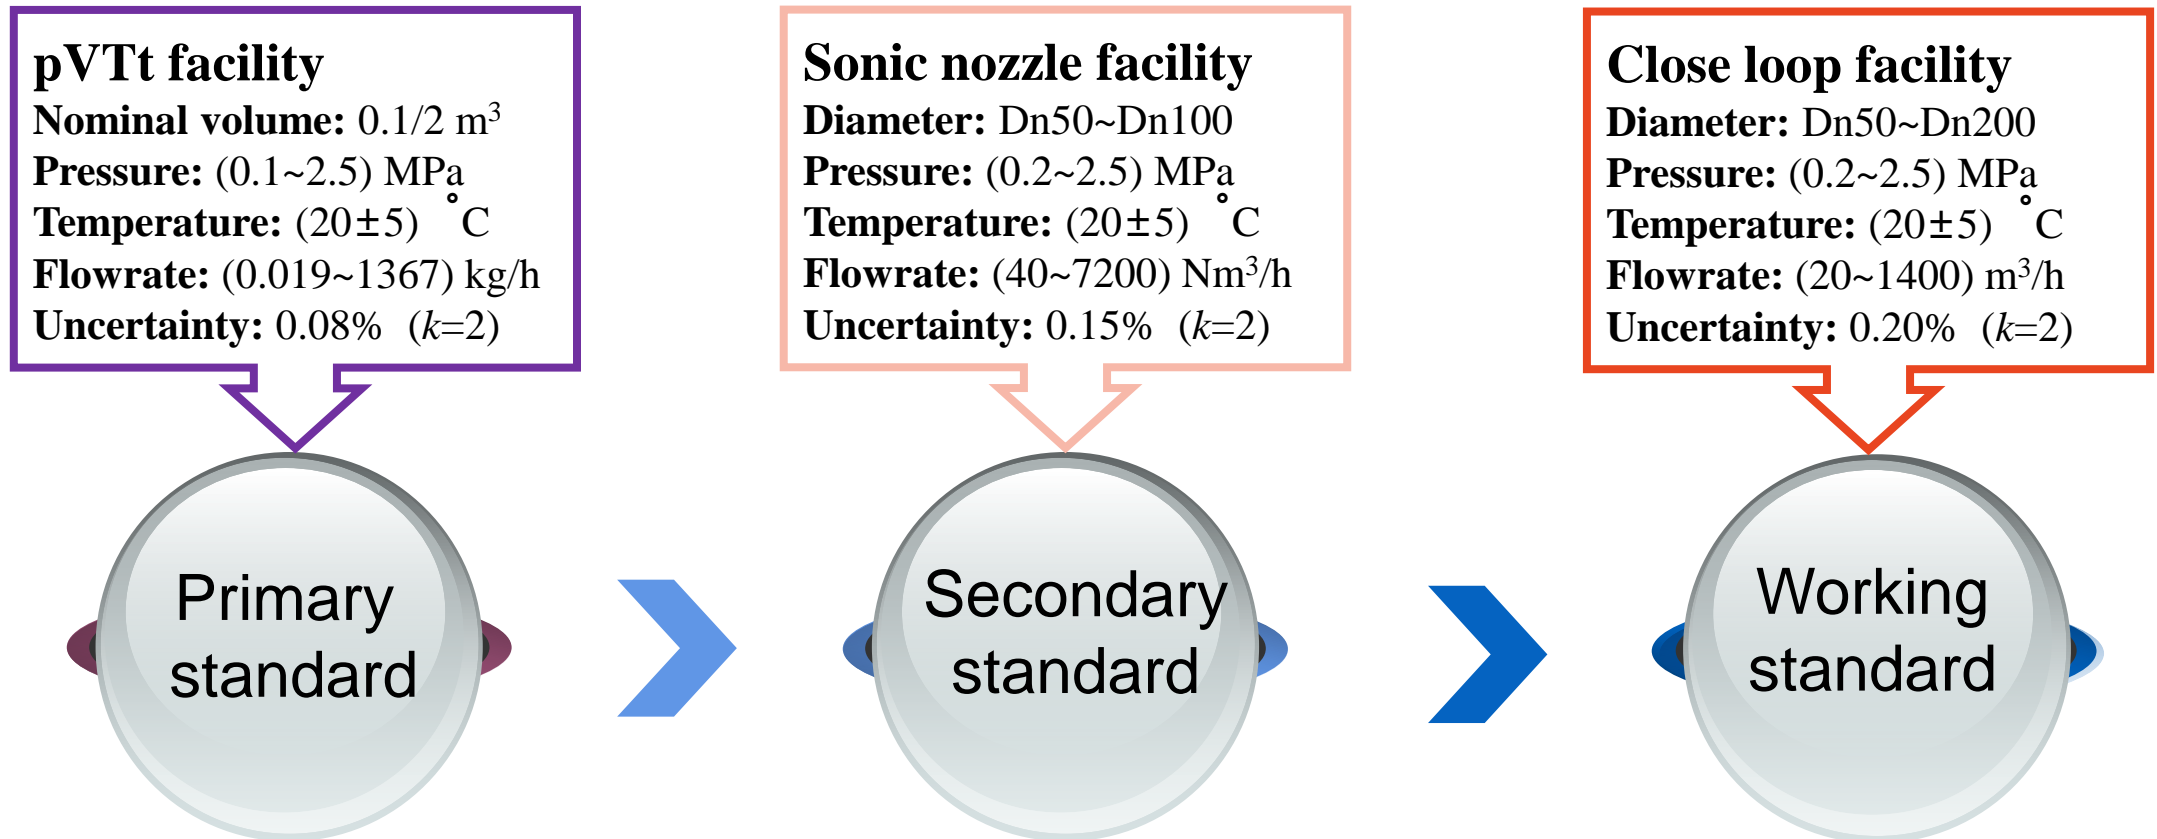 pVTt facility
Nominal volume: 0.1/2 m³
Pressure: (0.1~2.5) MPa
Temperature: (20±5) °C
Flowrate: (0.019~1367) kg/h
Uncertainty: 0.08% (k=2)
Sonic nozzle facility
Diameter: Dn50~Dn100
Pressure: (0.2~2.5) MPa
Temperature: (20±5) °C
Flowrate: (40~7200) Nm³/h
Uncertainty: 0.15% (k=2)
Close loop facility
Diameter: Dn50~Dn200
Pressure: (0.2~2.5) MPa
Temperature: (20±5) °C
Flowrate: (20~1400) m³/h
Uncertainty: 0.20% (k=2)
Primary
standard
Secondary
standard
Working
standard